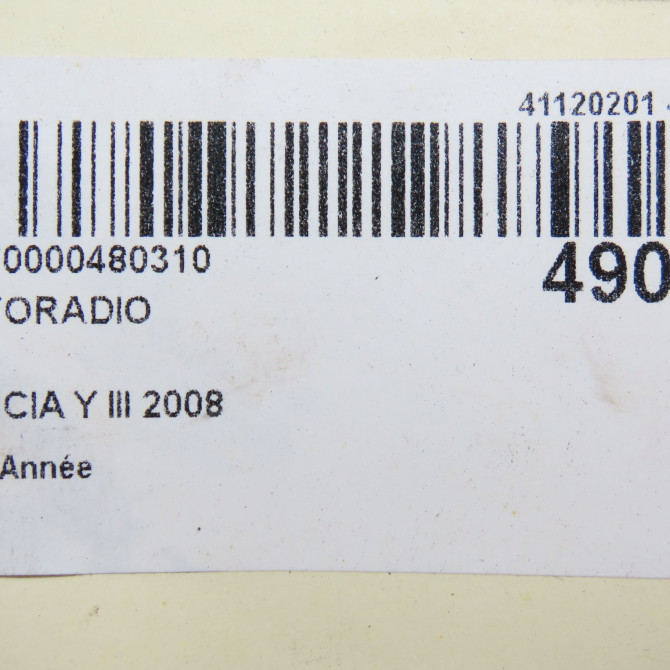 41120201
0000480310
490
TORADIO
CIA Y III 2008
Année